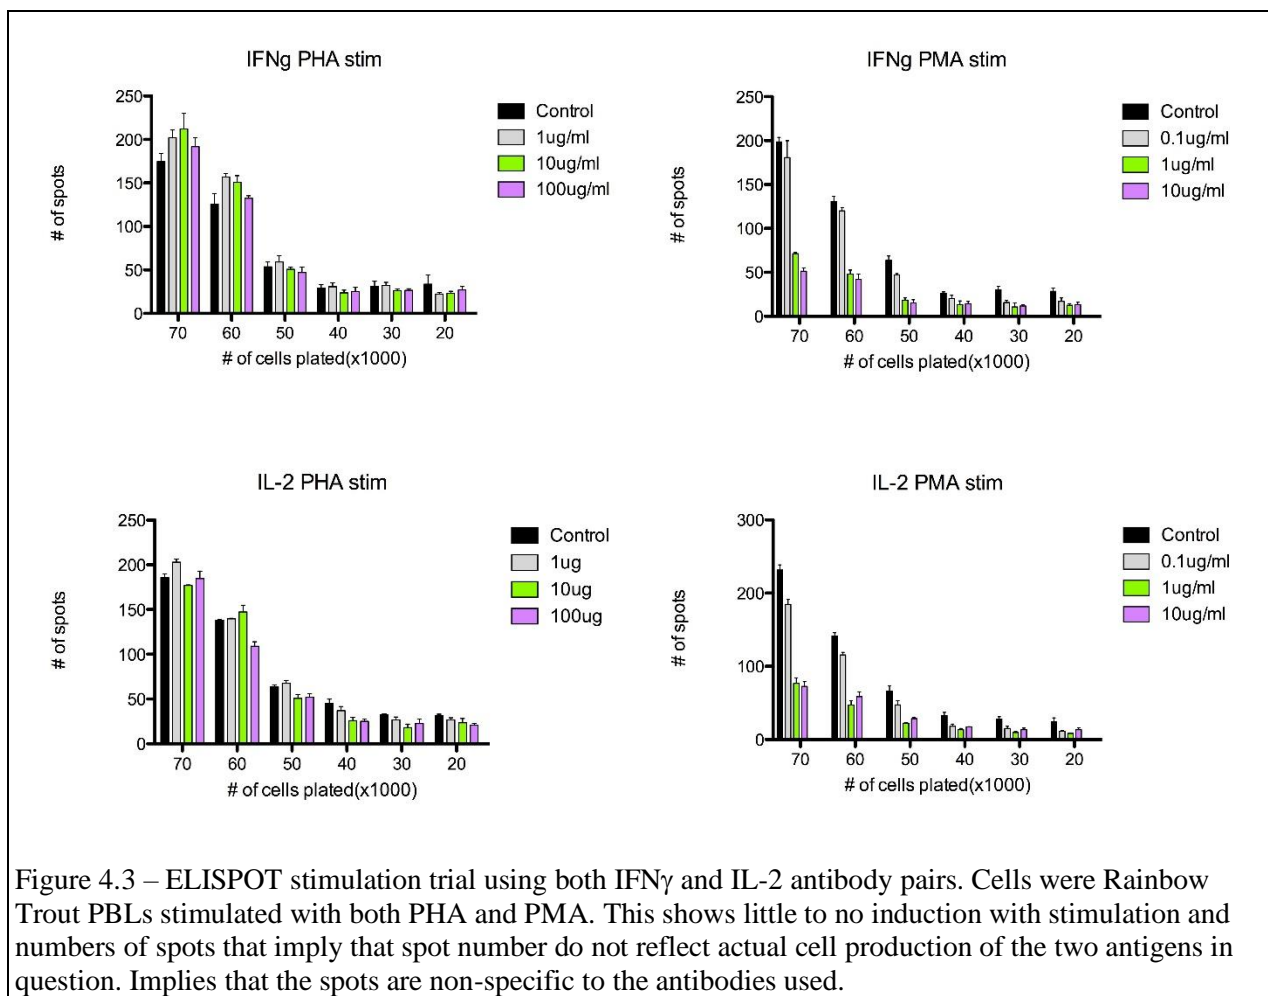 IFNg PHA stim
250
200
150
100
50
0
# of spots
70 60 50 40 30 20
# of cells plated(x1000)
Control
1ug/ml
10ug/ml
100ug/ml
IFNg PMA stim
250
200
150
100
50
0
# of spots
70 60 50 40 30 20
# of cells plated(x1000)
Control
0.1ug/ml
1ug/ml
10ug/ml
IL-2 PHA stim
250
200
150
100
50
0
# of spots
70 60 50 40 30 20
# of cells plated(x1000)
Control
1ug
10ug
100ug
IL-2 PMA stim
300
200
100
0
# of spots
70 60 50 40 30 20
# of cells plated(x1000)
Control
0.1ug/ml
1ug/ml
10ug/ml
Figure 4.3 – ELISPOT stimulation trial using both IFNγ and IL-2 antibody pairs. Cells were Rainbow
Trout PBLs stimulated with both PHA and PMA. This shows little to no induction with stimulation and
numbers of spots that imply that spot number do not reflect actual cell production of the two antigens in
question. Implies that the spots are non-specific to the antibodies used.